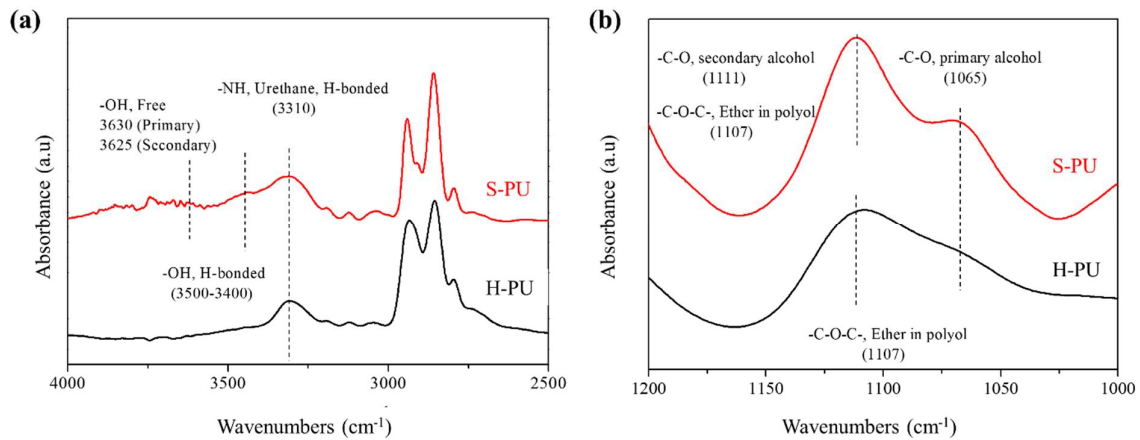 (a)
-OH, Free
3630 (Primary)
3625 (Secondary)
-NH, Urethane, H-bonded
(3310)
S-PU
-OH, H-bonded
(3500-3400)
H-PU
Absorbance (a.u)
4000
3500
3000
2500
Wavenumbers (cm⁻¹)
(b)
-C-O, secondary alcohol
(1111)
-C-O-C-, Ether in polyol
(1107)
-C-O, primary alcohol
(1065)
S-PU
H-PU
-C-O-C-, Ether in polyol
(1107)
Absorbance (a.u)
1200
1150
1100
1050
1000
Wavenumbers (cm⁻¹)